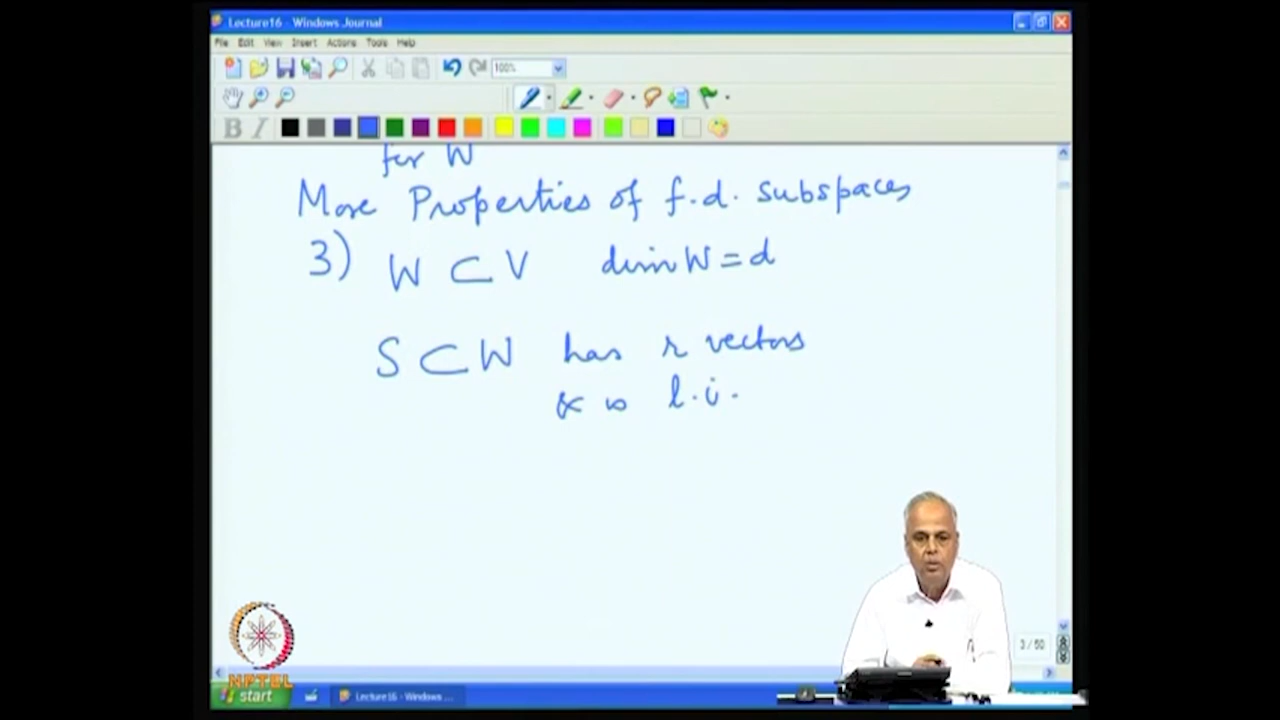 Lecture16 - Windows Journal
File Edit View Insert Actions Tools Help
100%
B I
for W
More Properties of f.d. subspaces
3) W ⊂ V dim W = d
S ⊂ W has r vectors
& is l.i.
3 / 50
NPTEL
start Lecture16 - Windows ...